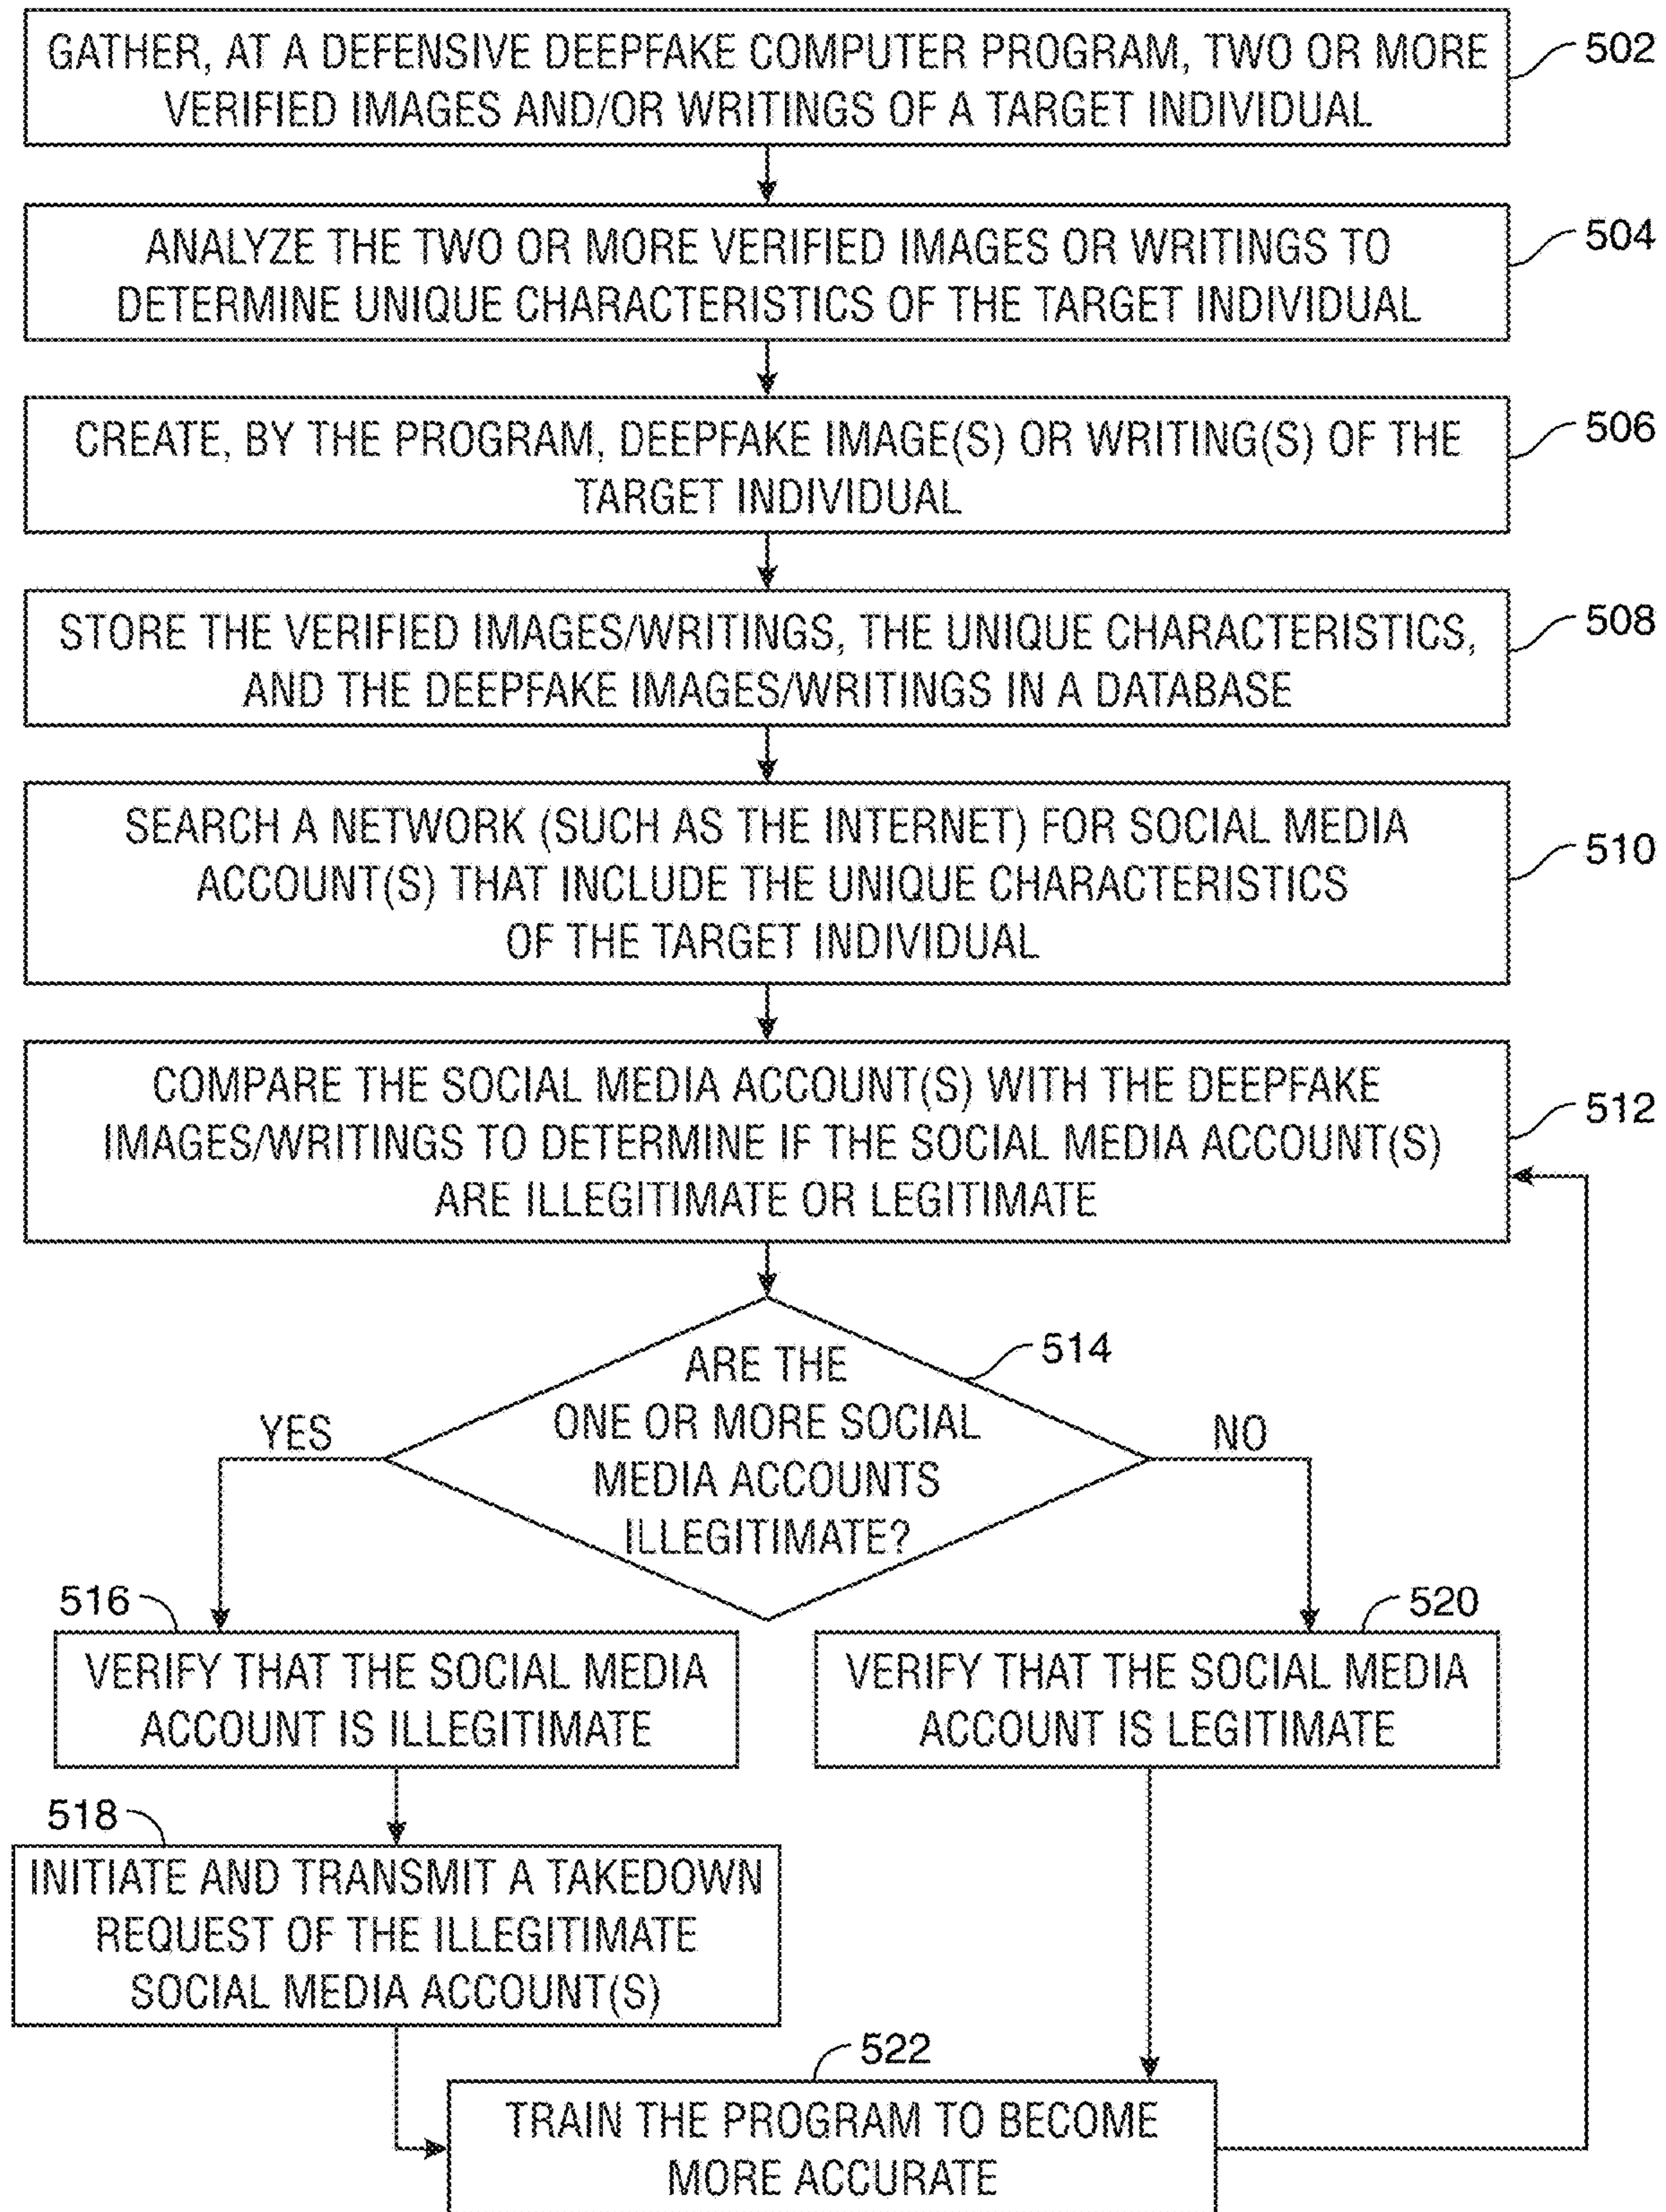 GATHER, AT A DEFENSIVE DEEPFAKE COMPUTER PROGRAM, TWO OR MORE
VERIFIED IMAGES AND/OR WRITINGS OF A TARGET INDIVIDUAL
502
ANALYZE THE TWO OR MORE VERIFIED IMAGES OR WRITINGS TO
DETERMINE UNIQUE CHARACTERISTICS OF THE TARGET INDIVIDUAL
504
CREATE, BY THE PROGRAM, DEEPFAKE IMAGE(S) OR WRITING(S) OF THE
TARGET INDIVIDUAL
506
STORE THE VERIFIED IMAGES/WRITINGS, THE UNIQUE CHARACTERISTICS,
AND THE DEEPFAKE IMAGES/WRITINGS IN A DATABASE
508
SEARCH A NETWORK (SUCH AS THE INTERNET) FOR SOCIAL MEDIA
ACCOUNT(S) THAT INCLUDE THE UNIQUE CHARACTERISTICS
OF THE TARGET INDIVIDUAL
510
COMPARE THE SOCIAL MEDIA ACCOUNT(S) WITH THE DEEPFAKE
IMAGES/WRITINGS TO DETERMINE IF THE SOCIAL MEDIA ACCOUNT(S)
ARE ILLEGITIMATE OR LEGITIMATE
512
ARE THE
ONE OR MORE SOCIAL
MEDIA ACCOUNTS
ILLEGITIMATE?
514
YES
NO
516
VERIFY THAT THE SOCIAL MEDIA
ACCOUNT IS ILLEGITIMATE
520
VERIFY THAT THE SOCIAL MEDIA
ACCOUNT IS LEGITIMATE
518
INITIATE AND TRANSMIT A TAKEDOWN
REQUEST OF THE ILLEGITIMATE
SOCIAL MEDIA ACCOUNT(S)
522
TRAIN THE PROGRAM TO BECOME
MORE ACCURATE